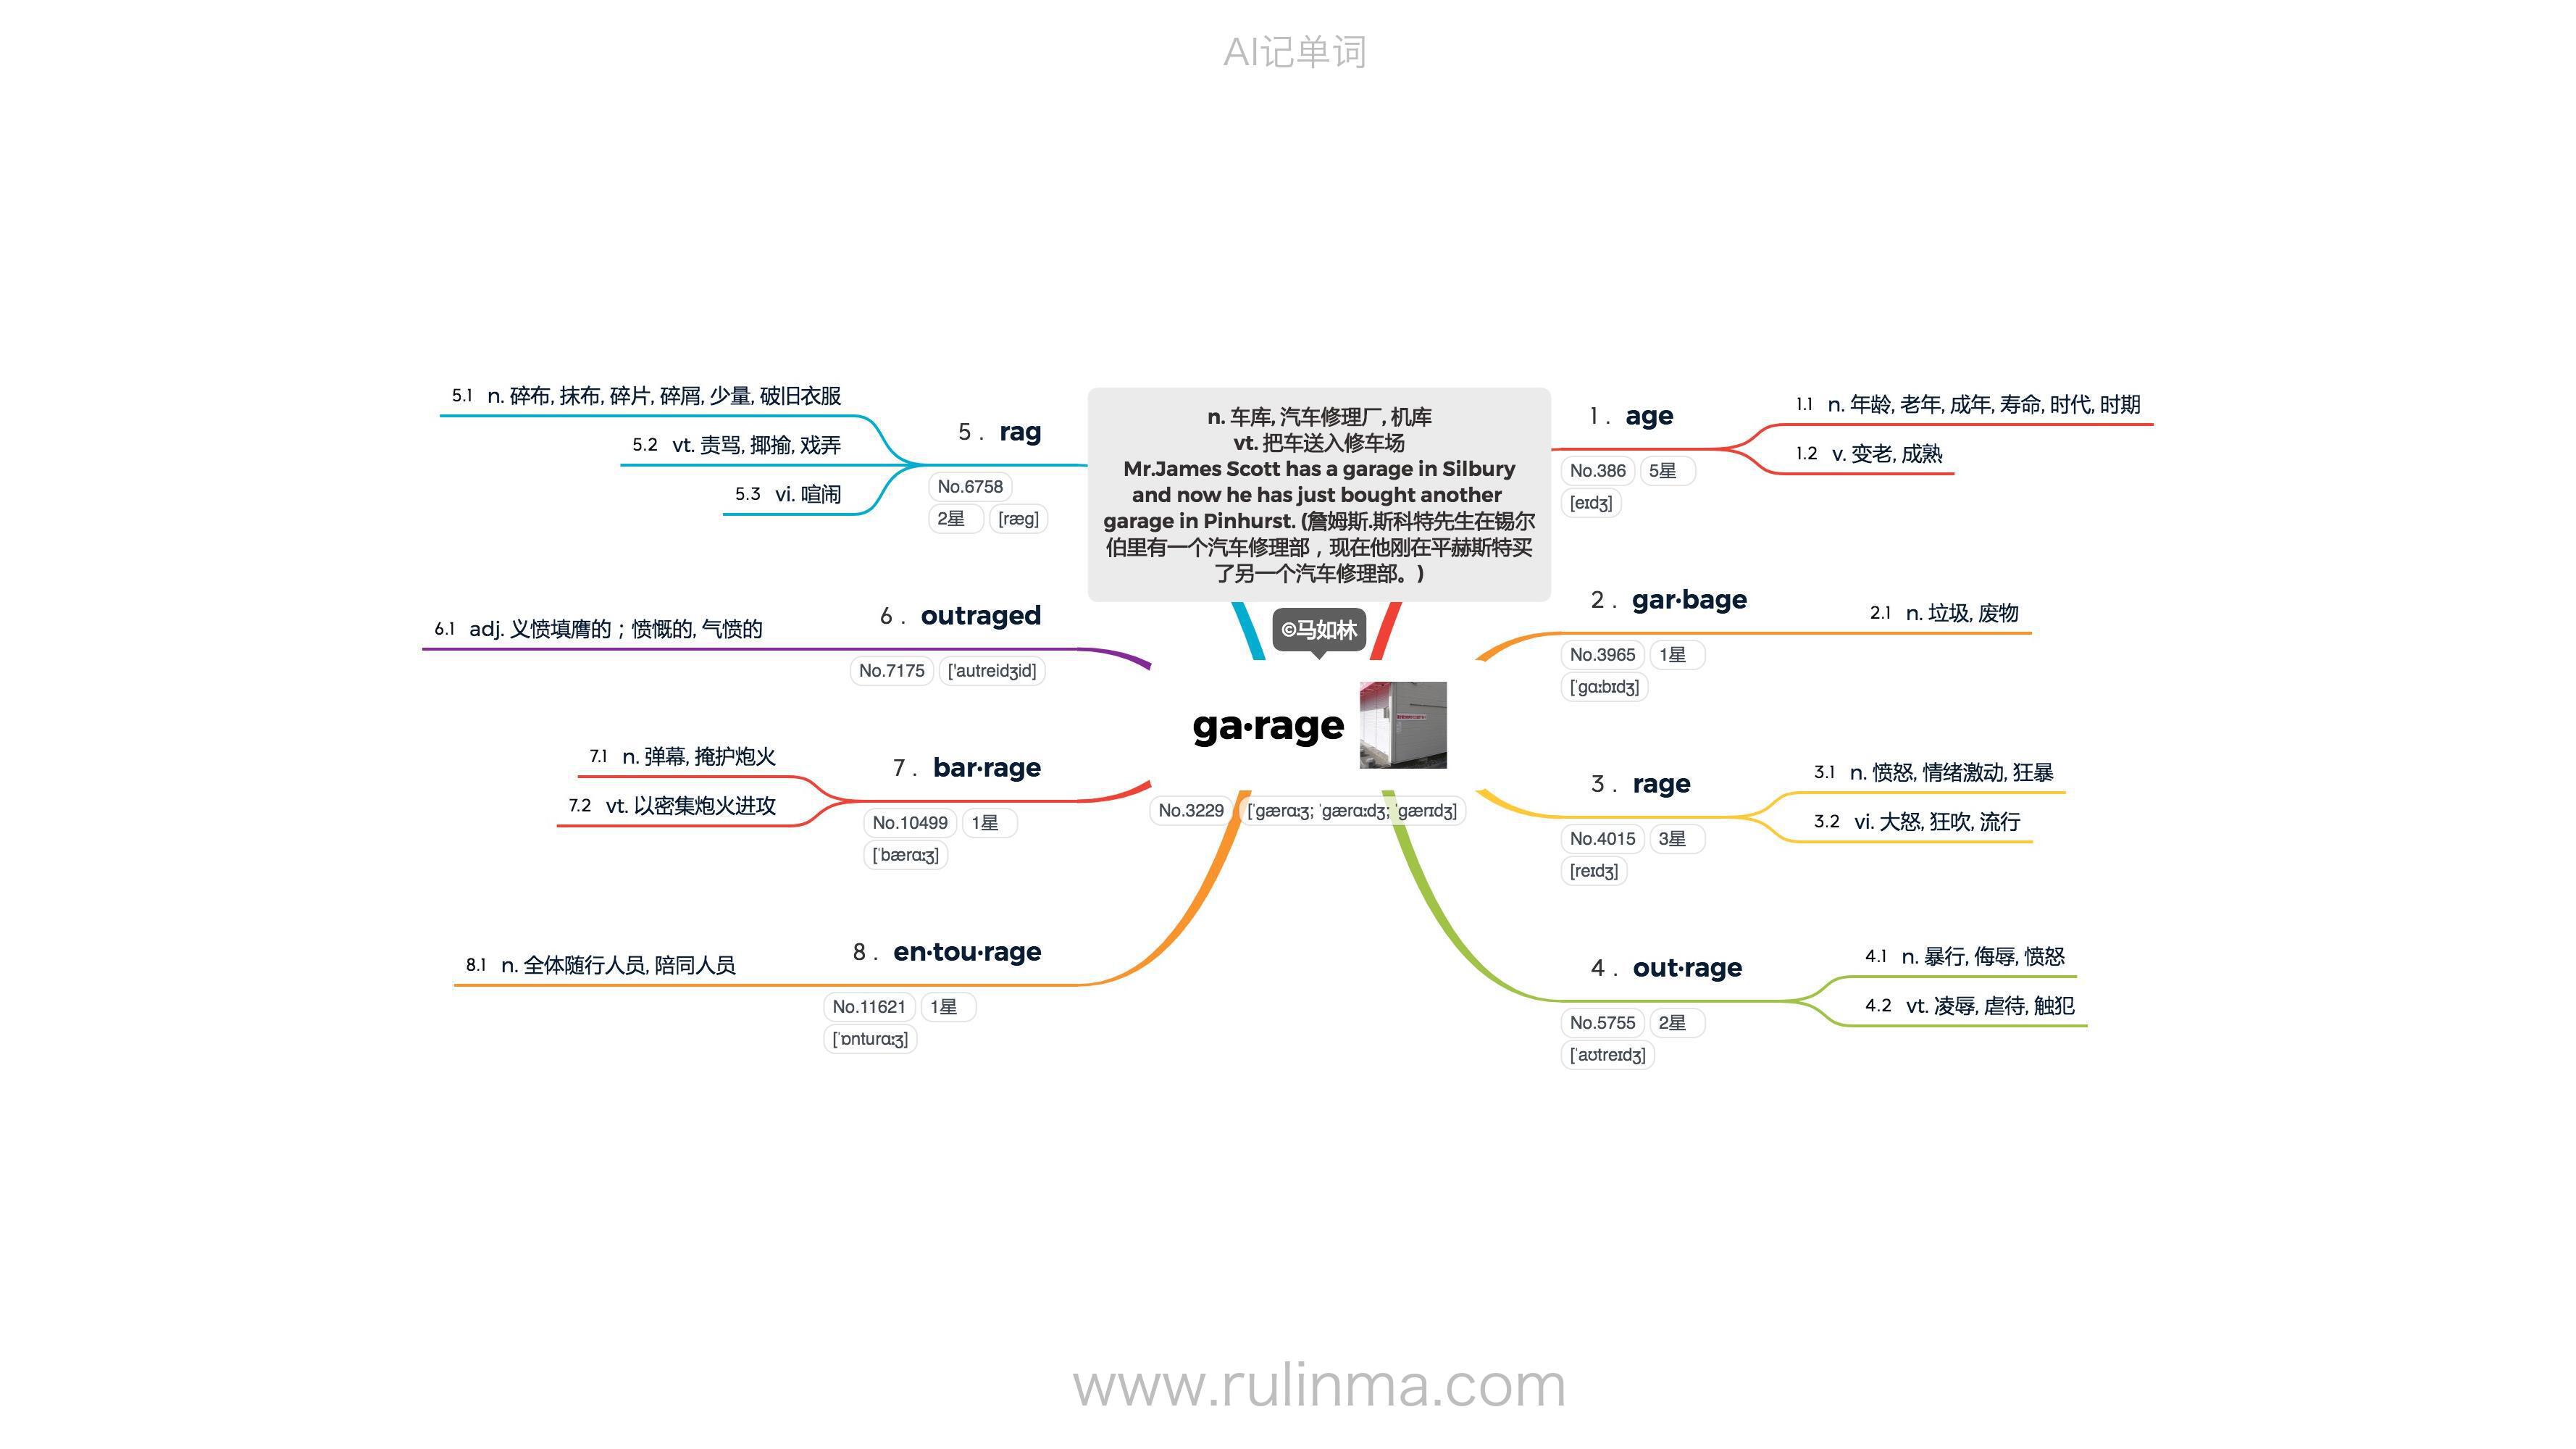 AI记单词
n. 车库, 汽车修理厂, 机库
vt. 把车送入修车场
Mr.James Scott has a garage in Silbury
and now he has just bought another
garage in Pinhurst. (詹姆斯.斯科特先生在锡尔
伯里有一个汽车修理部，现在他刚在平赫斯特买
了另一个汽车修理部。)
©马如林
ga·rage
No.3229 [ˈɡærɑːʒ; ˈɡærɑːdʒ; ˈɡærɪdʒ]
1. age
No.386 5星
[eɪdʒ]
1.1 n. 年龄, 老年, 成年, 寿命, 时代, 时期
1.2 v. 变老, 成熟
2. gar·bage
No.3965 1星
[ˈɡɑːbɪdʒ]
2.1 n. 垃圾, 废物
3. rage
No.4015 3星
[reɪdʒ]
3.1 n. 愤怒, 情绪激动, 狂暴
3.2 vi. 大怒, 狂吹, 流行
4. out·rage
No.5755 2星
[ˈaʊtreɪdʒ]
4.1 n. 暴行, 侮辱, 愤怒
4.2 vt. 凌辱, 虐待, 触犯
5. rag
No.6758
2星 [ræg]
5.1 n. 碎布, 抹布, 碎片, 碎屑, 少量, 破旧衣服
5.2 vt. 责骂, 揶揄, 戏弄
5.3 vi. 喧闹
6. outraged
No.7175 ['autreidʒid]
6.1 adj. 义愤填膺的；愤慨的, 气愤的
7. bar·rage
No.10499 1星
[ˈbærɑːʒ]
7.1 n. 弹幕, 掩护炮火
7.2 vt. 以密集炮火进攻
8. en·tou·rage
No.11621 1星
[ˈɒnturɑːʒ]
8.1 n. 全体随行人员, 陪同人员
www.rulinma.com